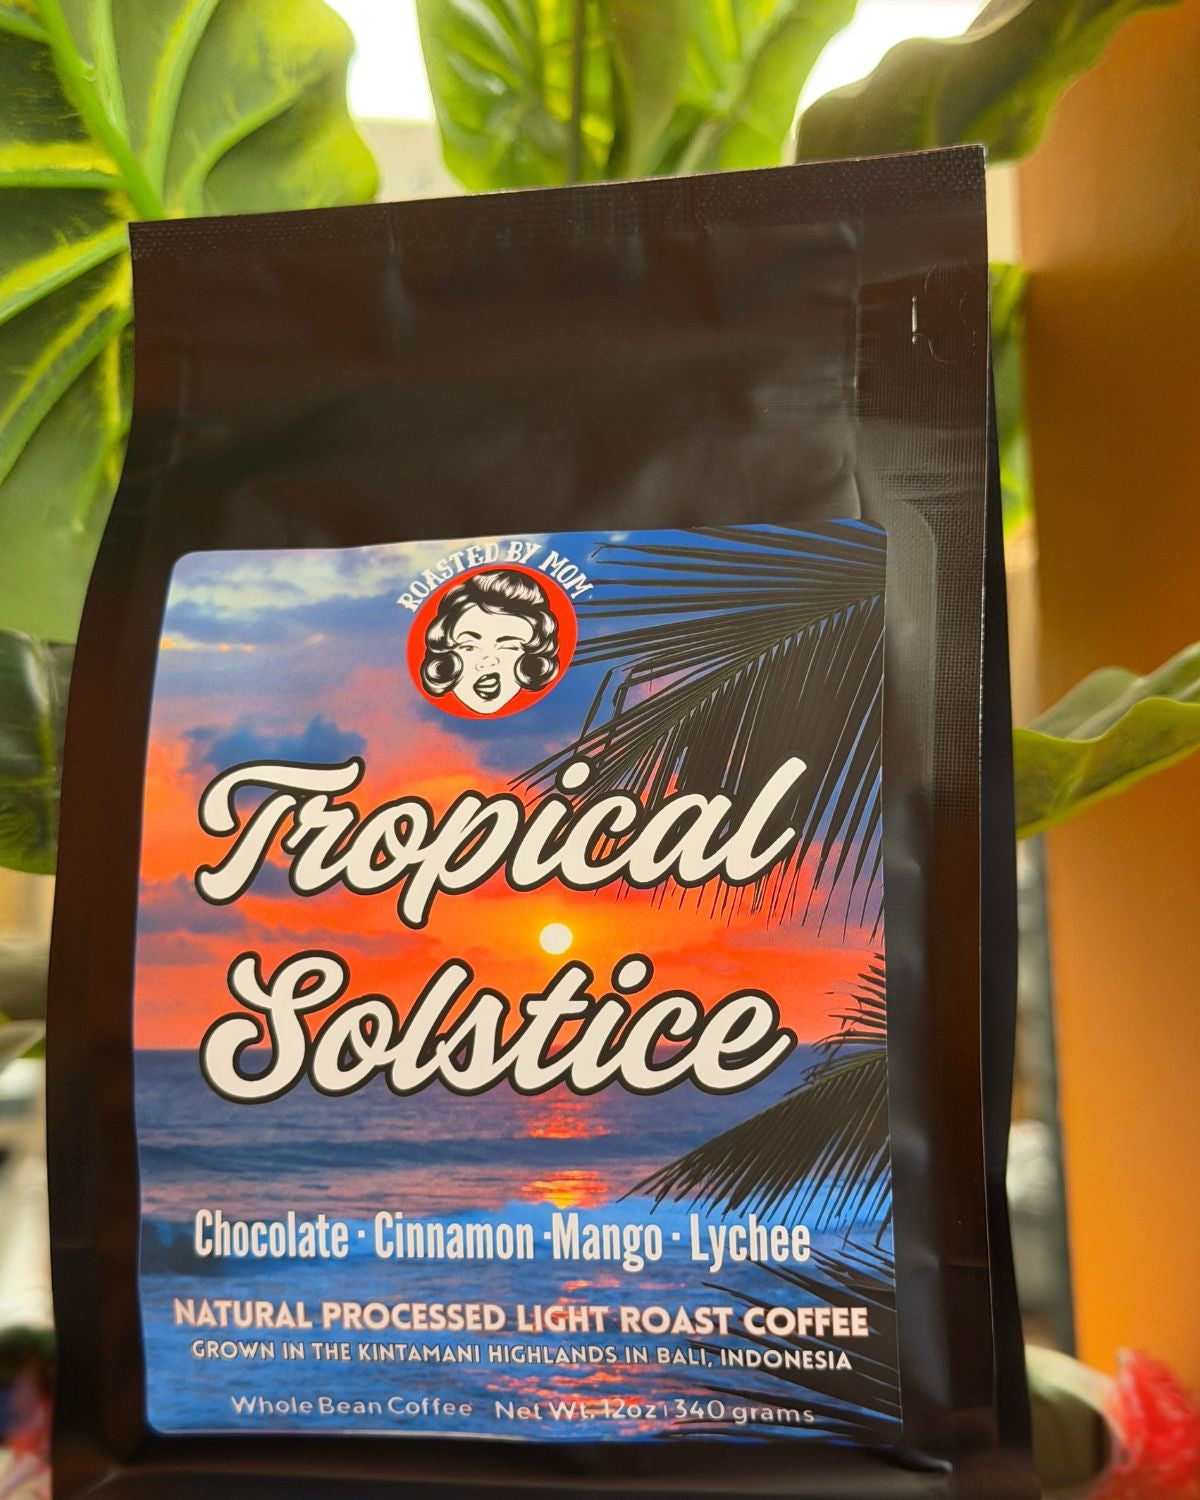 ROASTED BY MOM
Tropical
Solstice
Chocolate · Cinnamon · Mango · Lychee
NATURAL PROCESSED LIGHT ROAST COFFEE
GROWN IN THE KINTAMANI HIGHLANDS IN BALI, INDONESIA
Whole Bean Coffee Net Wt. 12oz | 340 grams